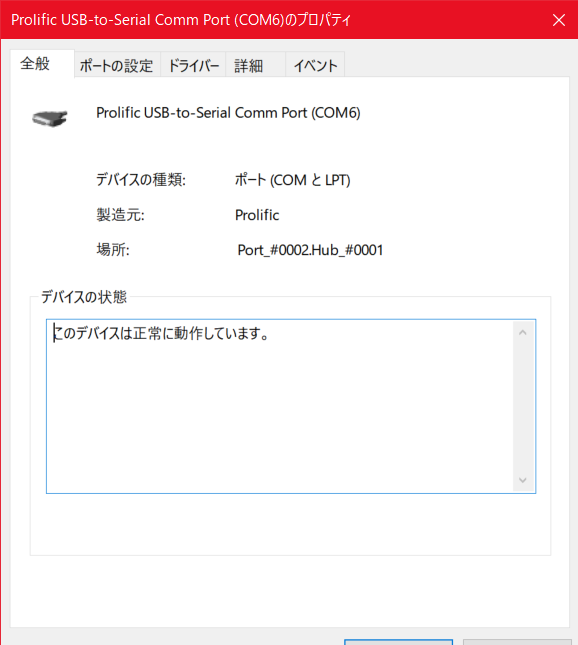 Prolific USB-to-Serial Comm Port (COM6)のプロパティ
全般 ポートの設定 ドライバー 詳細 イベント
Prolific USB-to-Serial Comm Port (COM6)
デバイスの種類: ポート (COM と LPT)
製造元: Prolific
場所: Port_#0002.Hub_#0001
デバイスの状態
このデバイスは正常に動作しています。